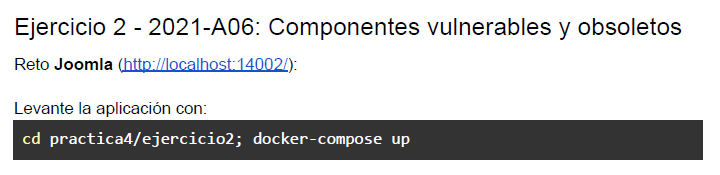 Ejercicio 2 - 2021-A06: Componentes vulnerables y obsoletos
Reto Joomla (http://localhost:14002/):
Levante la aplicación con:
cd practica4/ejercicio2; docker-compose up